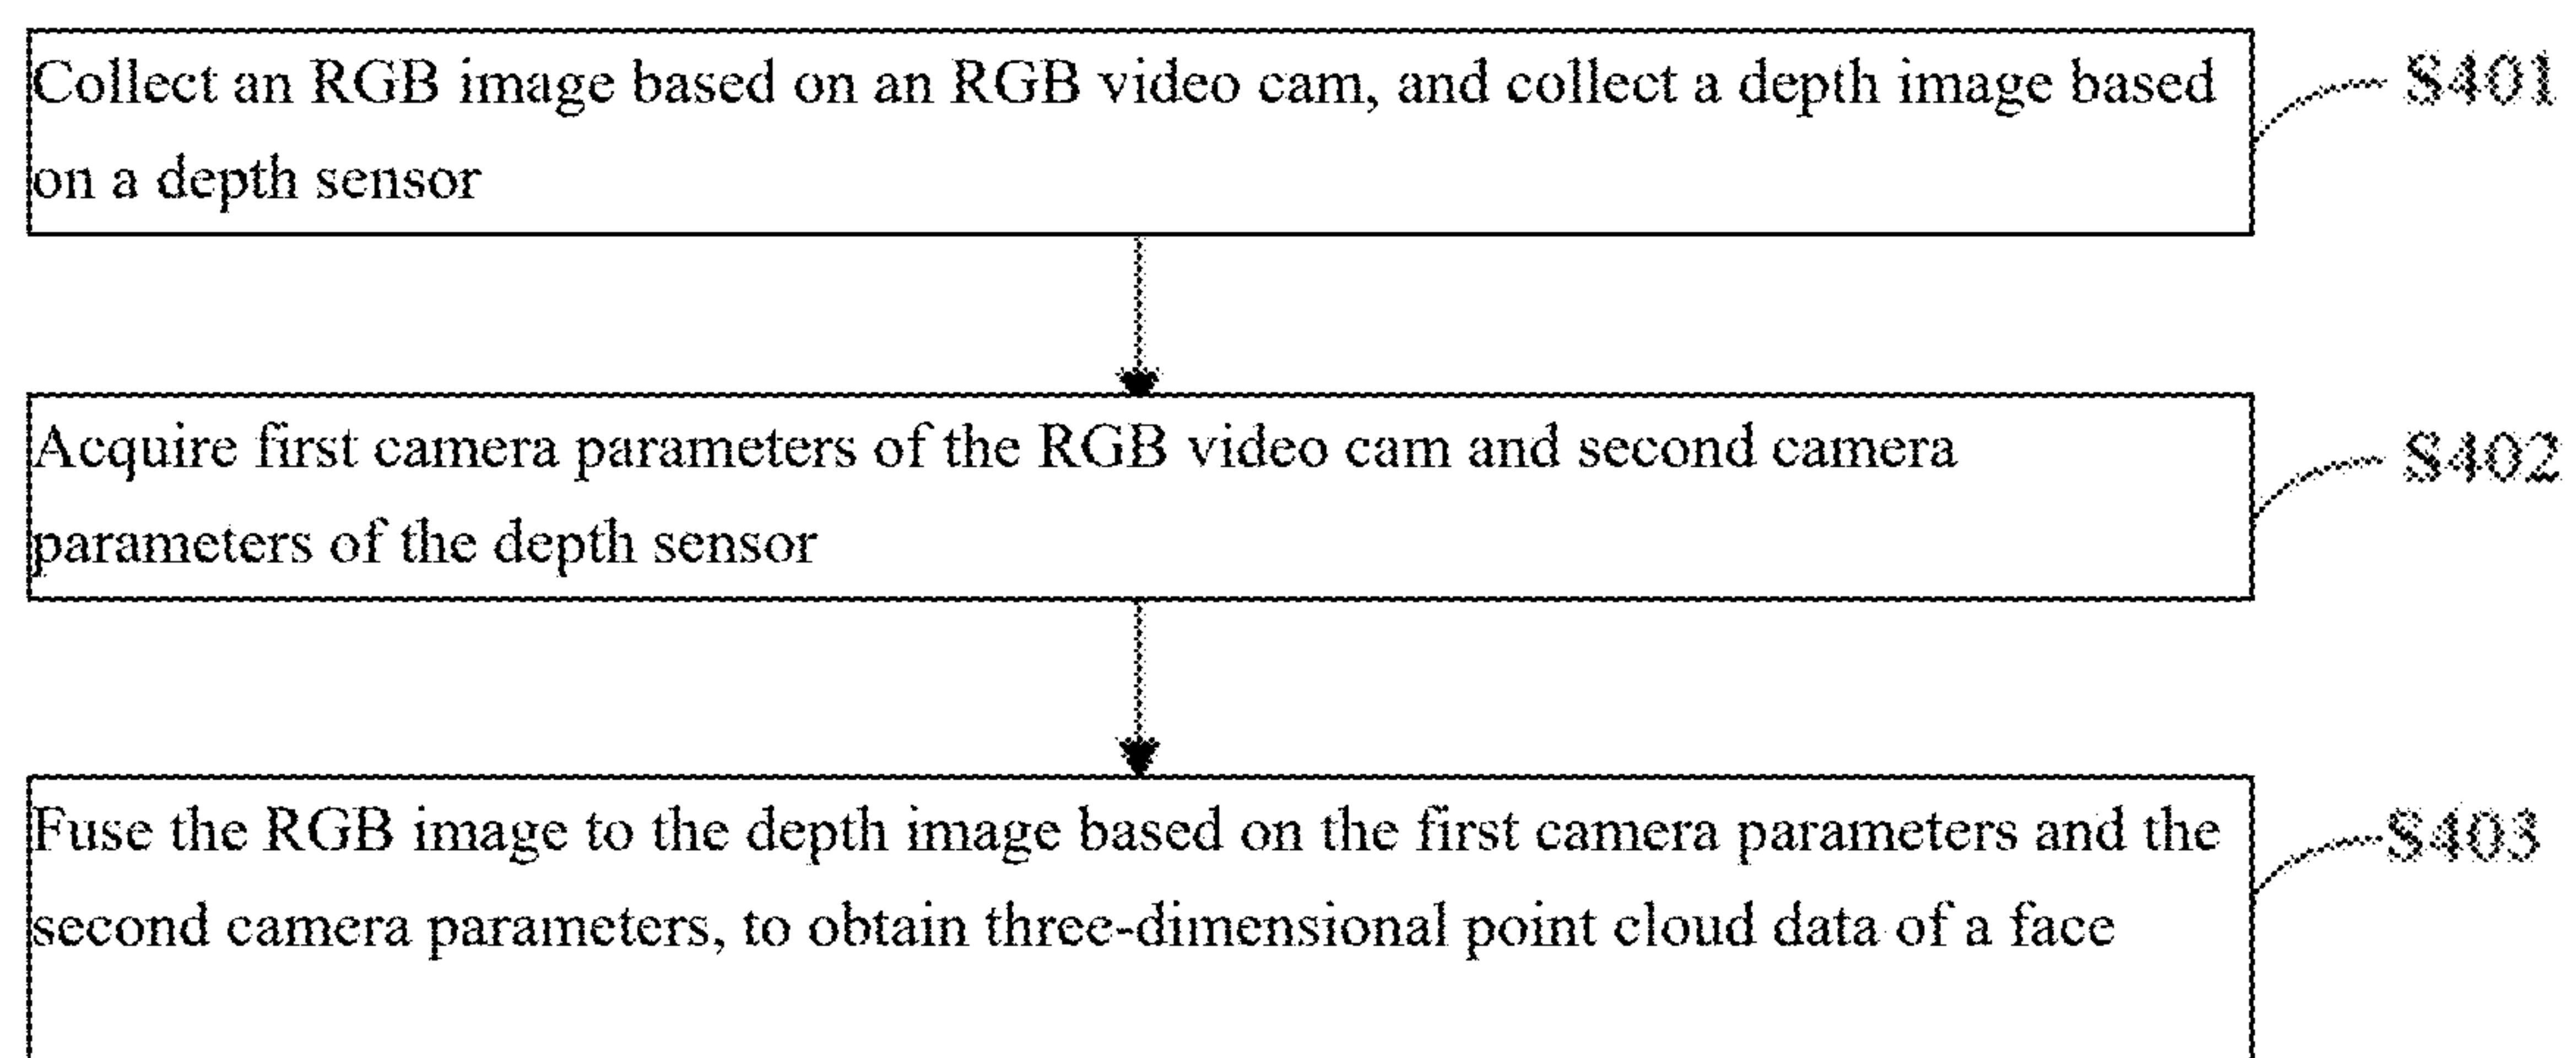 Collect an RGB image based on an RGB video cam, and collect a depth image based
on a depth sensor
S401
Acquire first camera parameters of the RGB video cam and second camera
parameters of the depth sensor
S402
Fuse the RGB image to the depth image based on the first camera parameters and the
second camera parameters, to obtain three-dimensional point cloud data of a face
S403